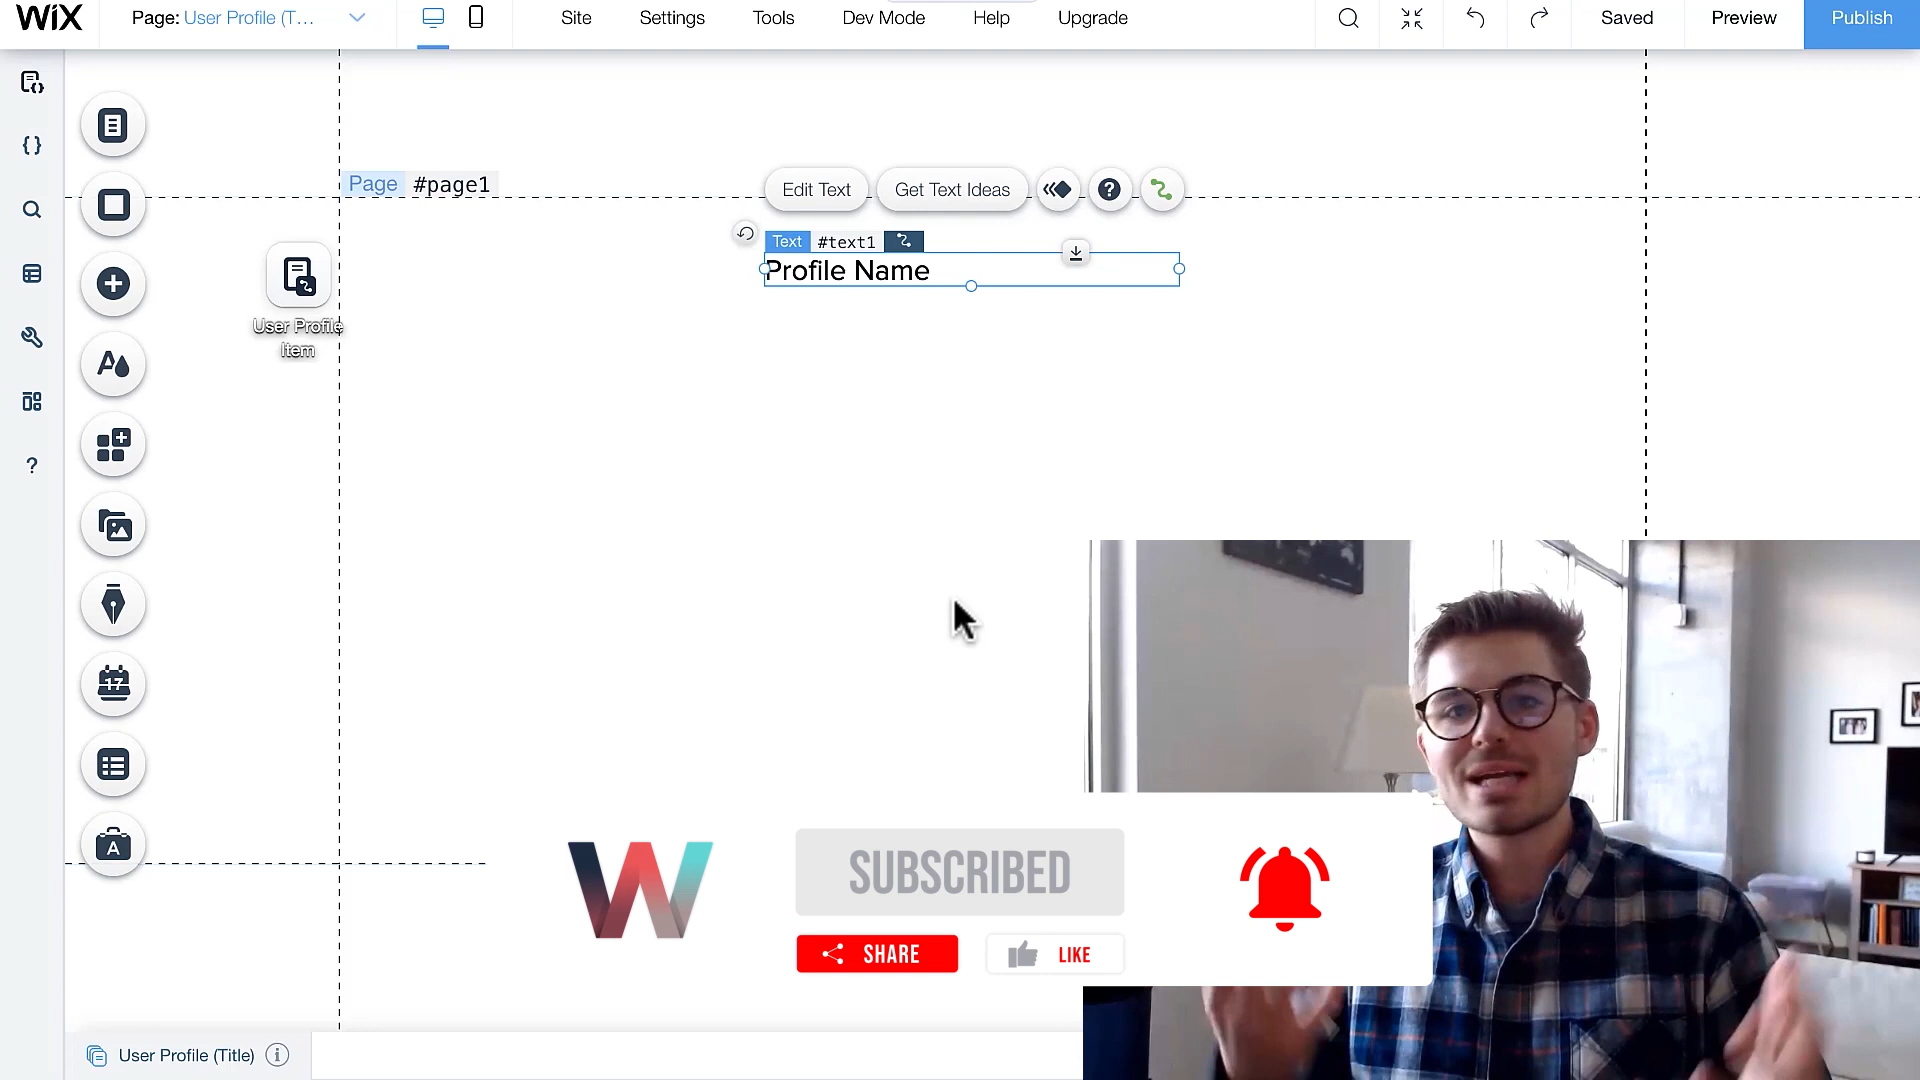 WiX
Page: User Profile (T...
Site
Settings
Tools
Dev Mode
Help
Upgrade
Saved
Preview
Publish
Page #page1
Edit Text
Get Text Ideas
?
Text #text1
Profile Name
User Profile
Item
{}
?
A
17
A
W
SUBSCRIBED
SHARE
LIKE
User Profile (Title) i